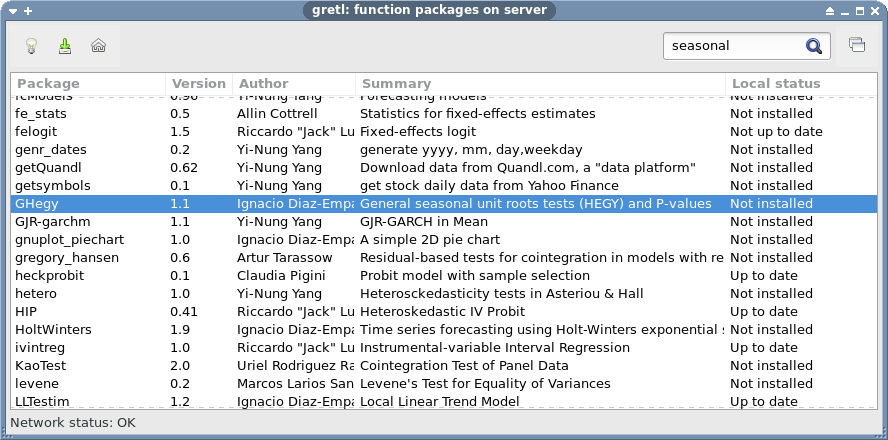 gretl: function packages on server
seasonal
Package Version Author Summary Local status
fcModels 0.96 Yi-Nung Yang Forecasting models Not installed
fe_stats 0.5 Allin Cottrell Statistics for fixed-effects estimates Not installed
felogit 1.5 Riccardo "Jack" Lu Fixed-effects logit Not up to date
genr_dates 0.2 Yi-Nung Yang generate yyyy, mm, day,weekday Not installed
getQuandl 0.62 Yi-Nung Yang Download data from Quandl.com, a "data platform" Not installed
getsymbols 0.1 Yi-Nung Yang get stock daily data from Yahoo Finance Not installed
GHegy 1.1 Ignacio Diaz-Empa General seasonal unit roots tests (HEGY) and P-values Not installed
GJR-garchm 1.1 Yi-Nung Yang GJR-GARCH in Mean Not installed
gnuplot_piechart 1.0 Ignacio Diaz-Empa A simple 2D pie chart Not installed
gregory_hansen 0.6 Artur Tarassow Residual-based tests for cointegration in models with re Not installed
heckprobit 0.1 Claudia Pigini Probit model with sample selection Up to date
hetero 1.0 Yi-Nung Yang Heterosckedasticity tests in Asteriou & Hall Not installed
HIP 0.41 Riccardo "Jack" Lu Heteroskedastic IV Probit Up to date
HoltWinters 1.9 Ignacio Diaz-Empa Time series forecasting using Holt-Winters exponential s Not installed
ivintreg 1.0 Riccardo "Jack" Lu Instrumental-variable Interval Regression Up to date
KaoTest 2.0 Uriel Rodriguez Ra Cointegration Test of Panel Data Not installed
levene 0.2 Marcos Larios San Levene's Test for Equality of Variances Not installed
LLTestim 1.2 Ignacio Diaz-Empa Local Linear Trend Model Up to date
Network status: OK